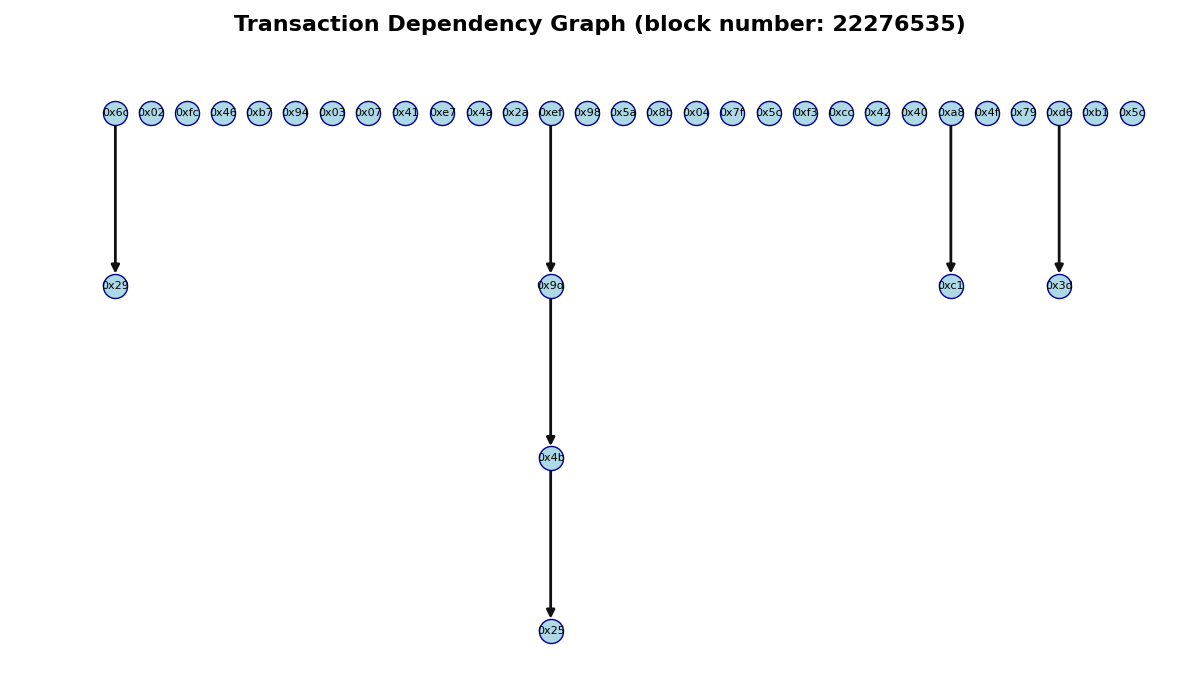 Transaction Dependency Graph (block number: 22276535)
0x6c 0x02 0xfc 0x46 0xb7 0x94 0x03 0x07 0x41 0xe7 0x4a 0x2a 0xef 0x98 0x5a 0x8b 0x04 0x7f 0x5c 0xf3 0xcc 0x42 0x40 0xa8 0x4f 0x79 0xd6 0xb1 0x5c
0x29 0x9d 0xc1 0x3d
0x4b
0x25